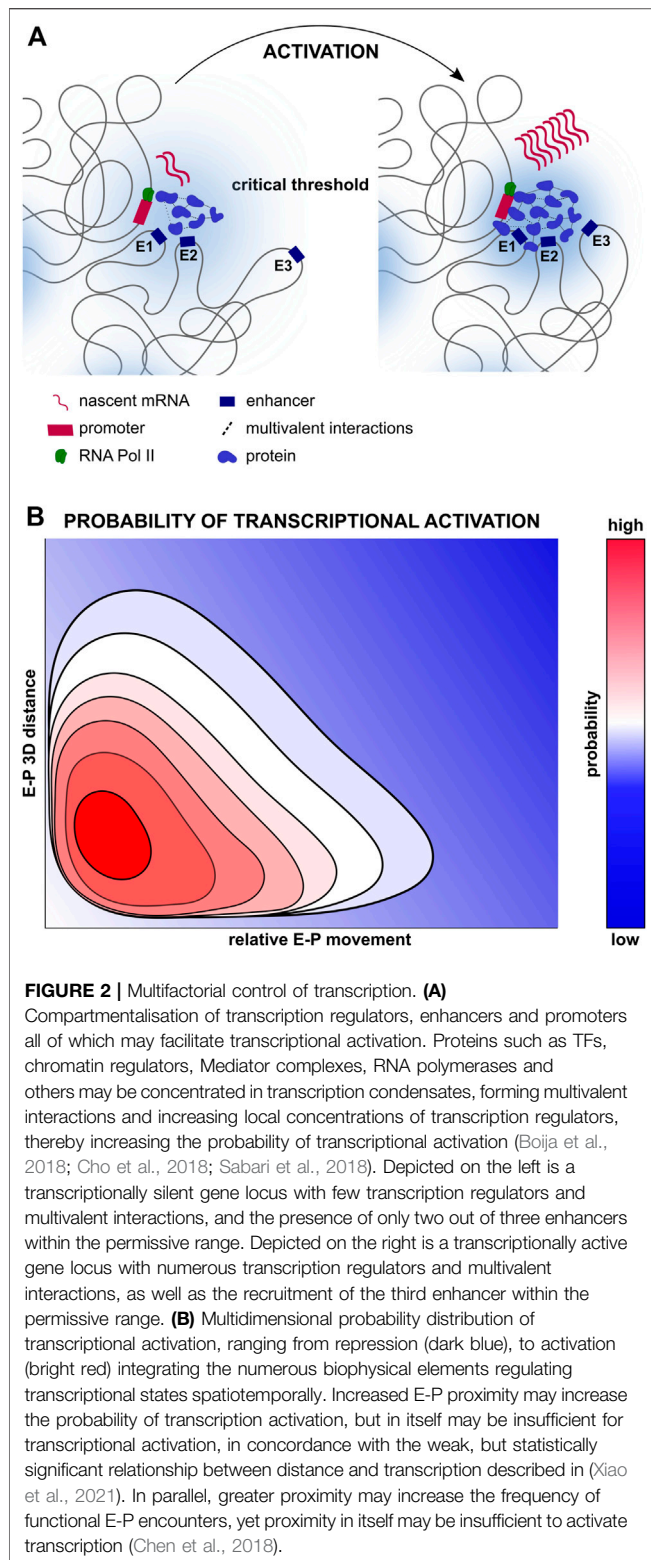 A
ACTIVATION
critical threshold
E1
E2
E3
E1
E2
E3
nascent mRNA
enhancer
promoter
multivalent interactions
RNA Pol II
protein
B PROBABILITY OF TRANSCRIPTIONAL ACTIVATION
high
E-P 3D distance
probability
relative E-P movement
low
FIGURE 2 | Multifactorial control of transcription. (A)
Compartmentalisation of transcription regulators, enhancers and promoters
all of which may facilitate transcriptional activation. Proteins such as TFs,
chromatin regulators, Mediator complexes, RNA polymerases and
others may be concentrated in transcription condensates, forming multivalent
interactions and increasing local concentrations of transcription regulators,
thereby increasing the probability of transcriptional activation (Boija et al.,
2018; Cho et al., 2018; Sabari et al., 2018). Depicted on the left is a
transcriptionally silent gene locus with few transcription regulators and
multivalent interactions, and the presence of only two out of three enhancers
within the permissive range. Depicted on the right is a transcriptionally active
gene locus with numerous transcription regulators and multivalent
interactions, as well as the recruitment of the third enhancer within the
permissive range. (B) Multidimensional probability distribution of
transcriptional activation, ranging from repression (dark blue), to activation
(bright red) integrating the numerous biophysical elements regulating
transcriptional states spatiotemporally. Increased E-P proximity may increase
the probability of transcription activation, but in itself may be insufficient for
transcriptional activation, in concordance with the weak, but statistically
significant relationship between distance and transcription described in (Xiao
et al., 2021). In parallel, greater proximity may increase the frequency of
functional E-P encounters, yet proximity in itself may be insufficient to activate
transcription (Chen et al., 2018).